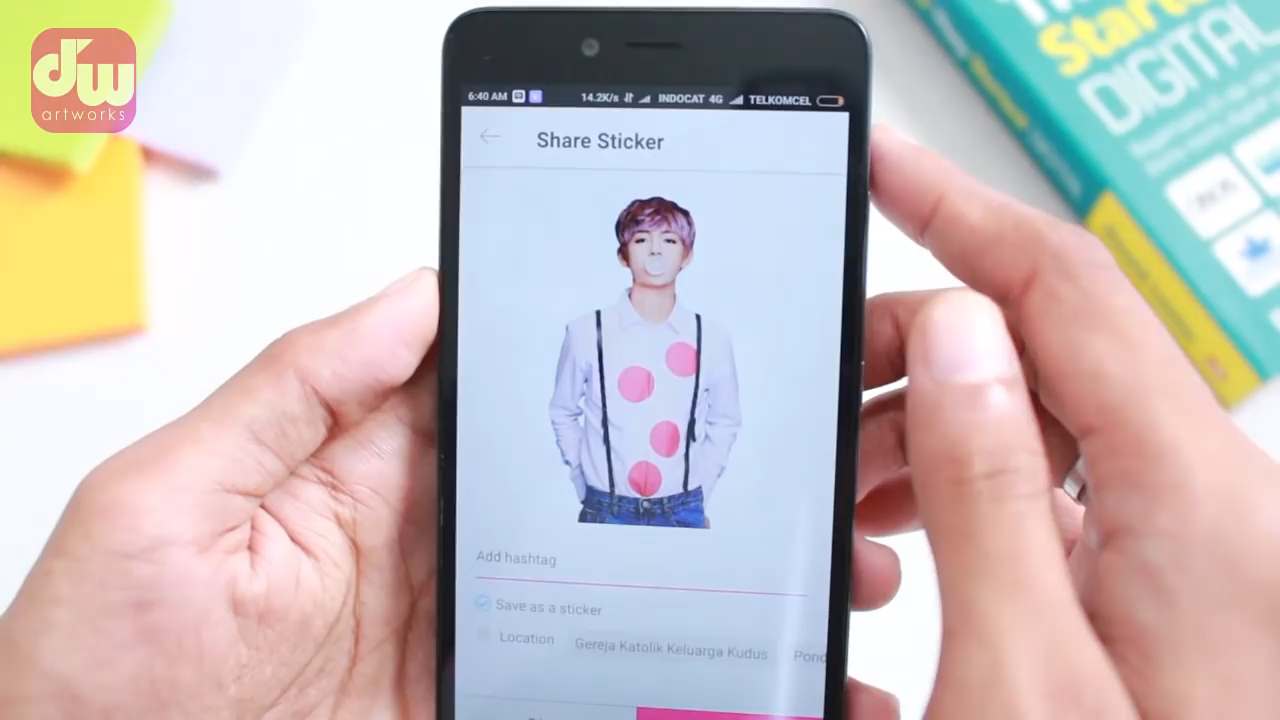 dw
artworks
6:40 AM 14.2K/s INDOCAT 4G TELKOMCEL
Share Sticker
Add hashtag
Save as a sticker
Location Gereja Katolik Keluarga Kudus Pond
DIGITAL